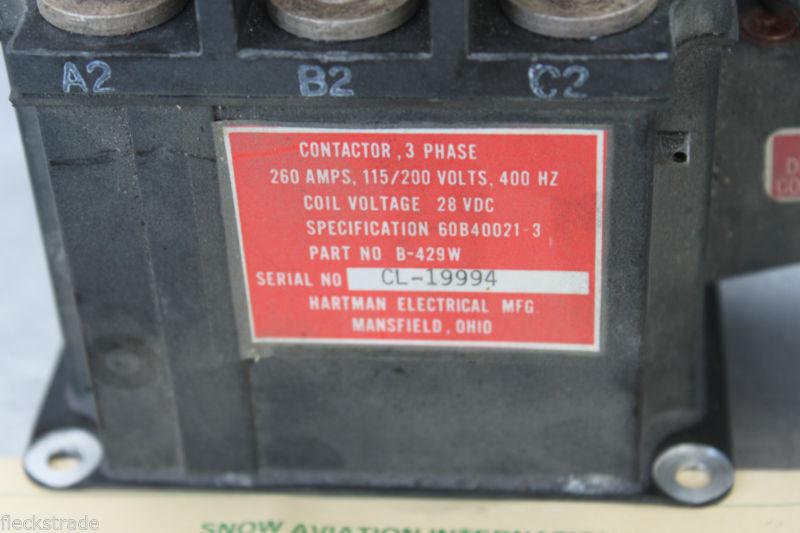 A2 B2 C2
CONTACTOR, 3 PHASE
260 AMPS, 115/200 VOLTS, 400 HZ
COIL VOLTAGE 28 VDC
SPECIFICATION 60B40021-3
PART NO B-429W
SERIAL NO CL-19994
HARTMAN ELECTRICAL MFG.
MANSFIELD, OHIO
SNOW AVIATION
fleckstrade